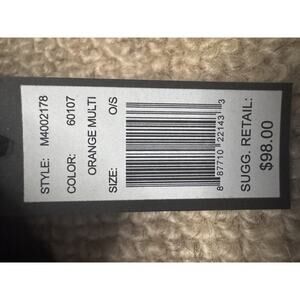 STYLE: M4002178
COLOR: 60107
ORANGE MULTI
SIZE: O/S
8 87710 22143 3
SUGG. RETAIL:
$98.00